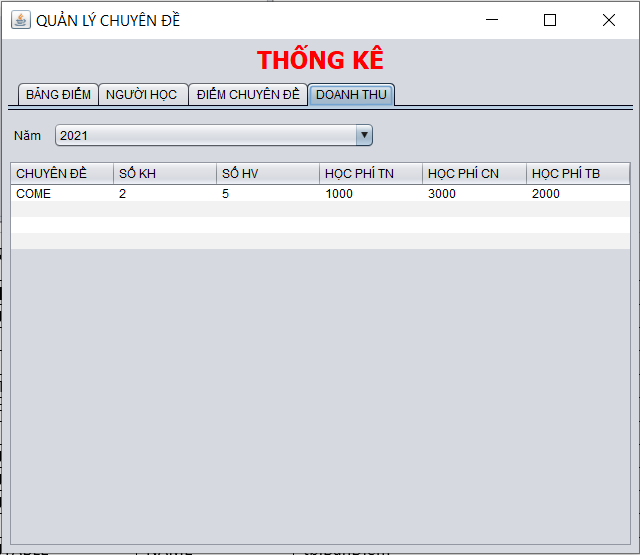 QUẢN LÝ CHUYÊN ĐỀ
THỐNG KÊ
BẢNG ĐIỂM NGƯỜI HỌC ĐIỂM CHUYÊN ĐỀ DOANH THU
Năm 2021
CHUYÊN ĐỀ SỐ KH SỐ HV HỌC PHÍ TN HỌC PHÍ CN HỌC PHÍ TB
COME 2 5 1000 3000 2000